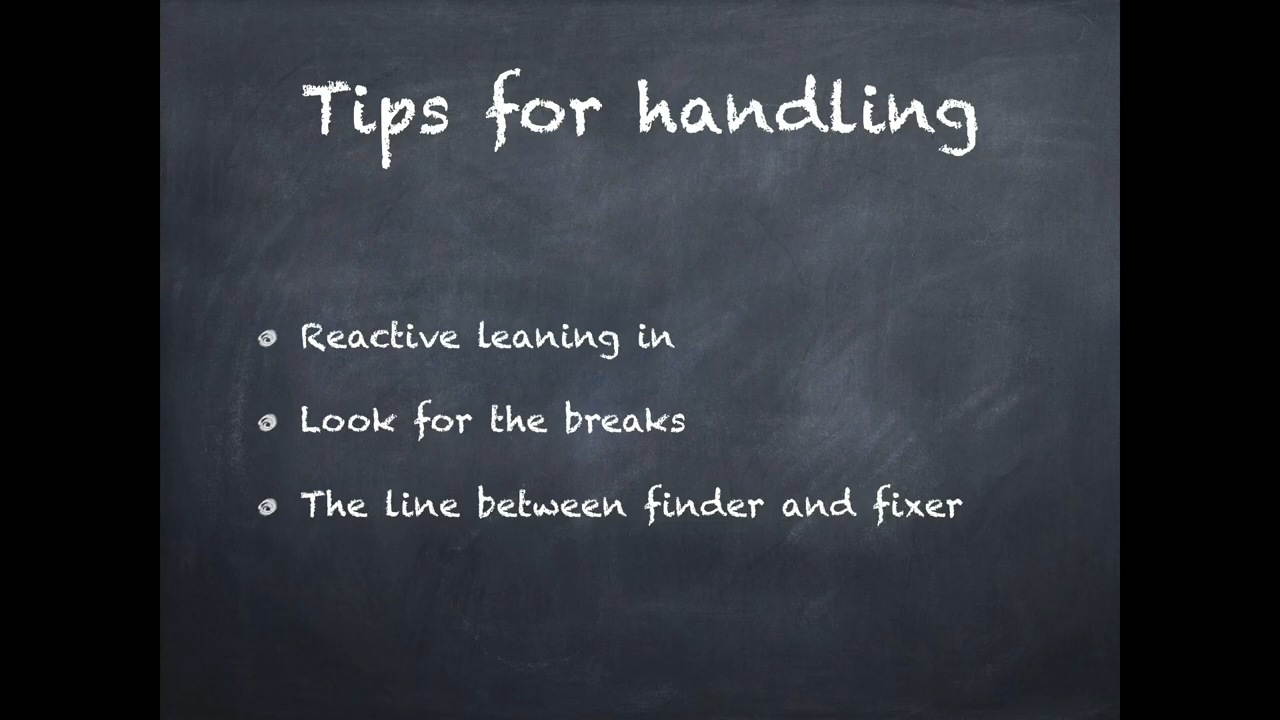 Tips for handling
Reactive leaning in
Look for the breaks
The line between finder and fixer